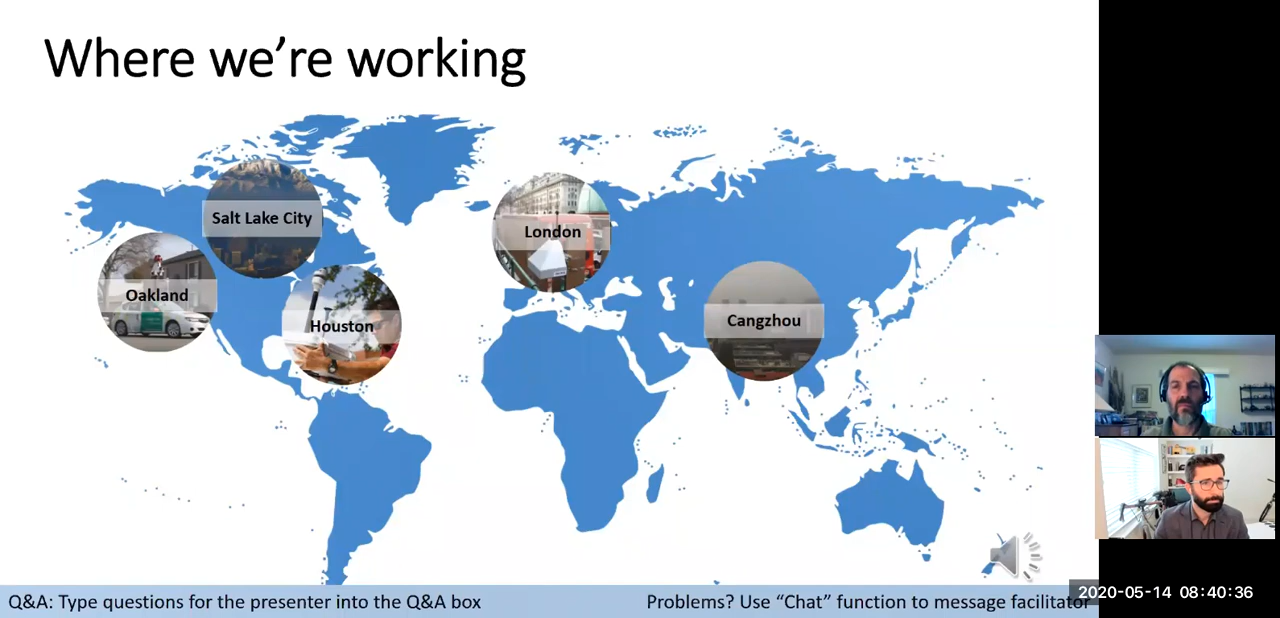 Where we're working
Salt Lake City
London
Oakland
Houston
Cangzhou
Q&A: Type questions for the presenter into the Q&A box
Problems? Use “Chat” function to message facilitator
2020-05-14 08:40:36